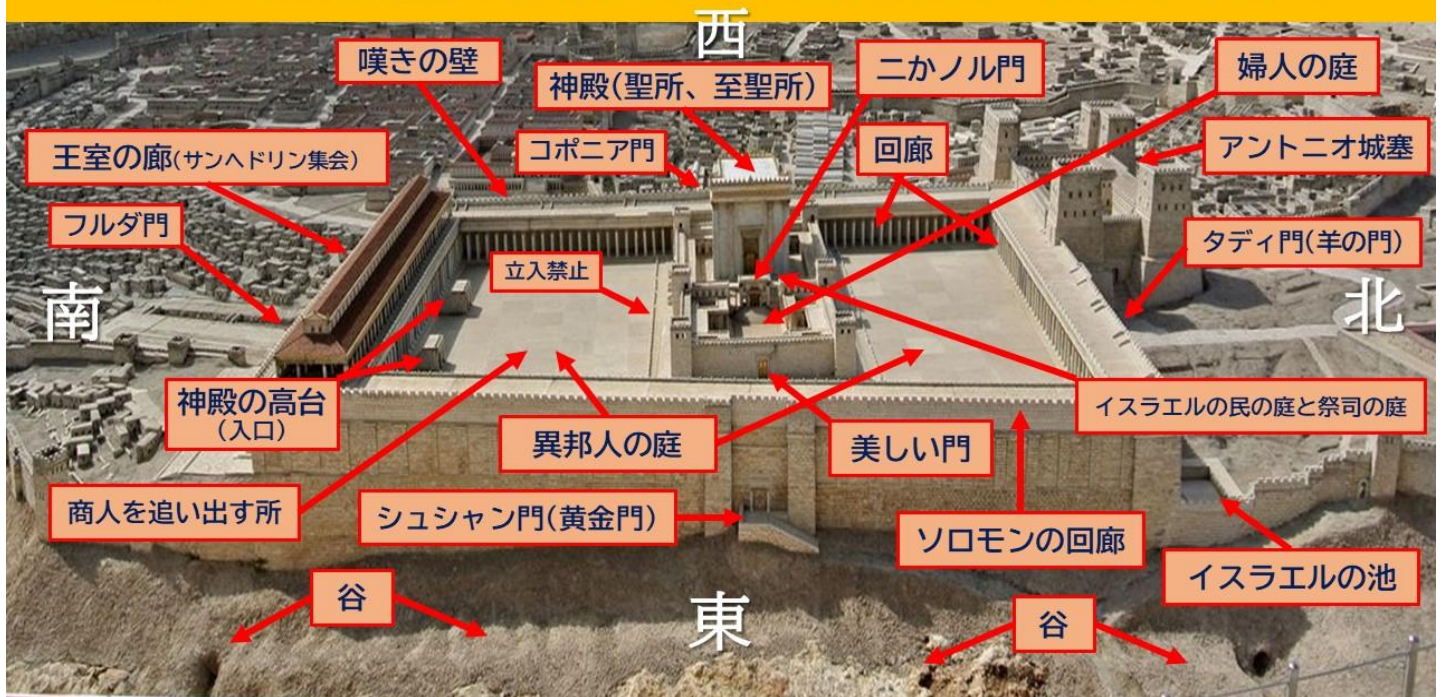 西
嘆きの壁
神殿(聖所、至聖所)
二かノル門
婦人の庭
王室の廊(サンヘドリン集会)
コポニア門
回廊
アントニオ城塞
フルダ門
立入禁止
タディ門(羊の門)
南
北
神殿の高台
(入口)
異邦人の庭
美しい門
イスラエルの民の庭と祭司の庭
商人を追い出す所
シュシャン門(黄金門)
ソロモンの回廊
イスラエルの池
谷
東
谷